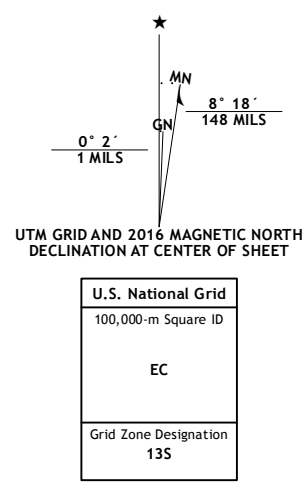 ★
MN
GN
8° 18´
148 MILS
0° 2´
1 MILS
UTM GRID AND 2016 MAGNETIC NORTH
DECLINATION AT CENTER OF SHEET
U.S. National Grid
100,000-m Square ID
EC
Grid Zone Designation
13S